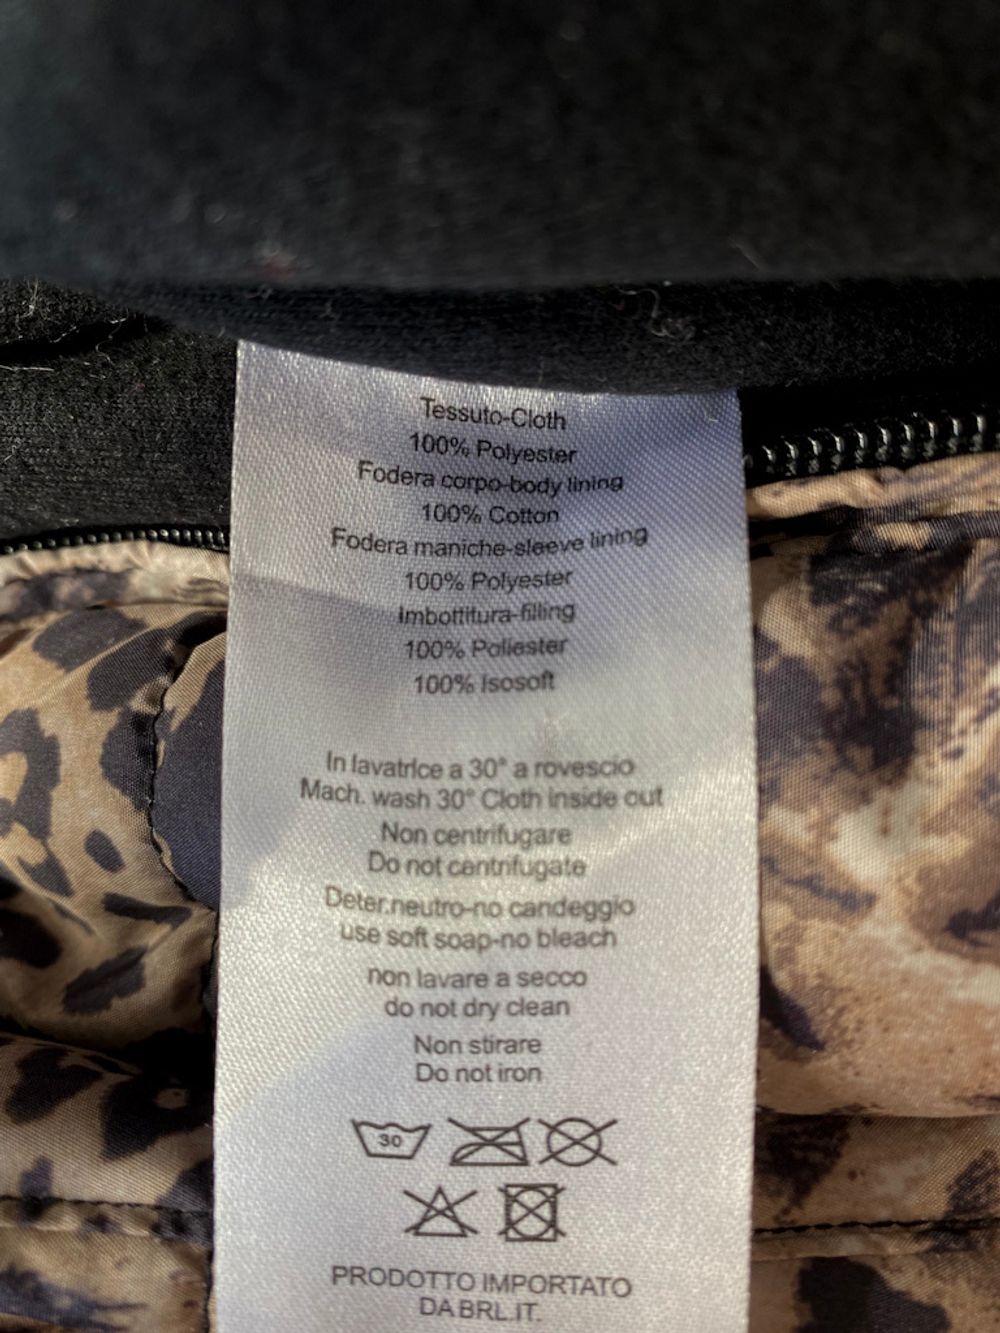 Tessuto-Cloth
100% Polyester
Fodera corpo-body lining
100% Cotton
Fodera maniche-sleeve lining
100% Polyester
Imbottitura-filling
100% Poliester
100% Isosoft
In lavatrice a 30° a rovescio
Mach. wash 30° Cloth inside out
Non centrifugare
Do not centrifugate
Deter.neutro-no candeggio
use soft soap-no bleach
non lavare a secco
do not dry clean
Non stirare
Do not iron
30
PRODOTTO IMPORTATO
DA BRL.IT.